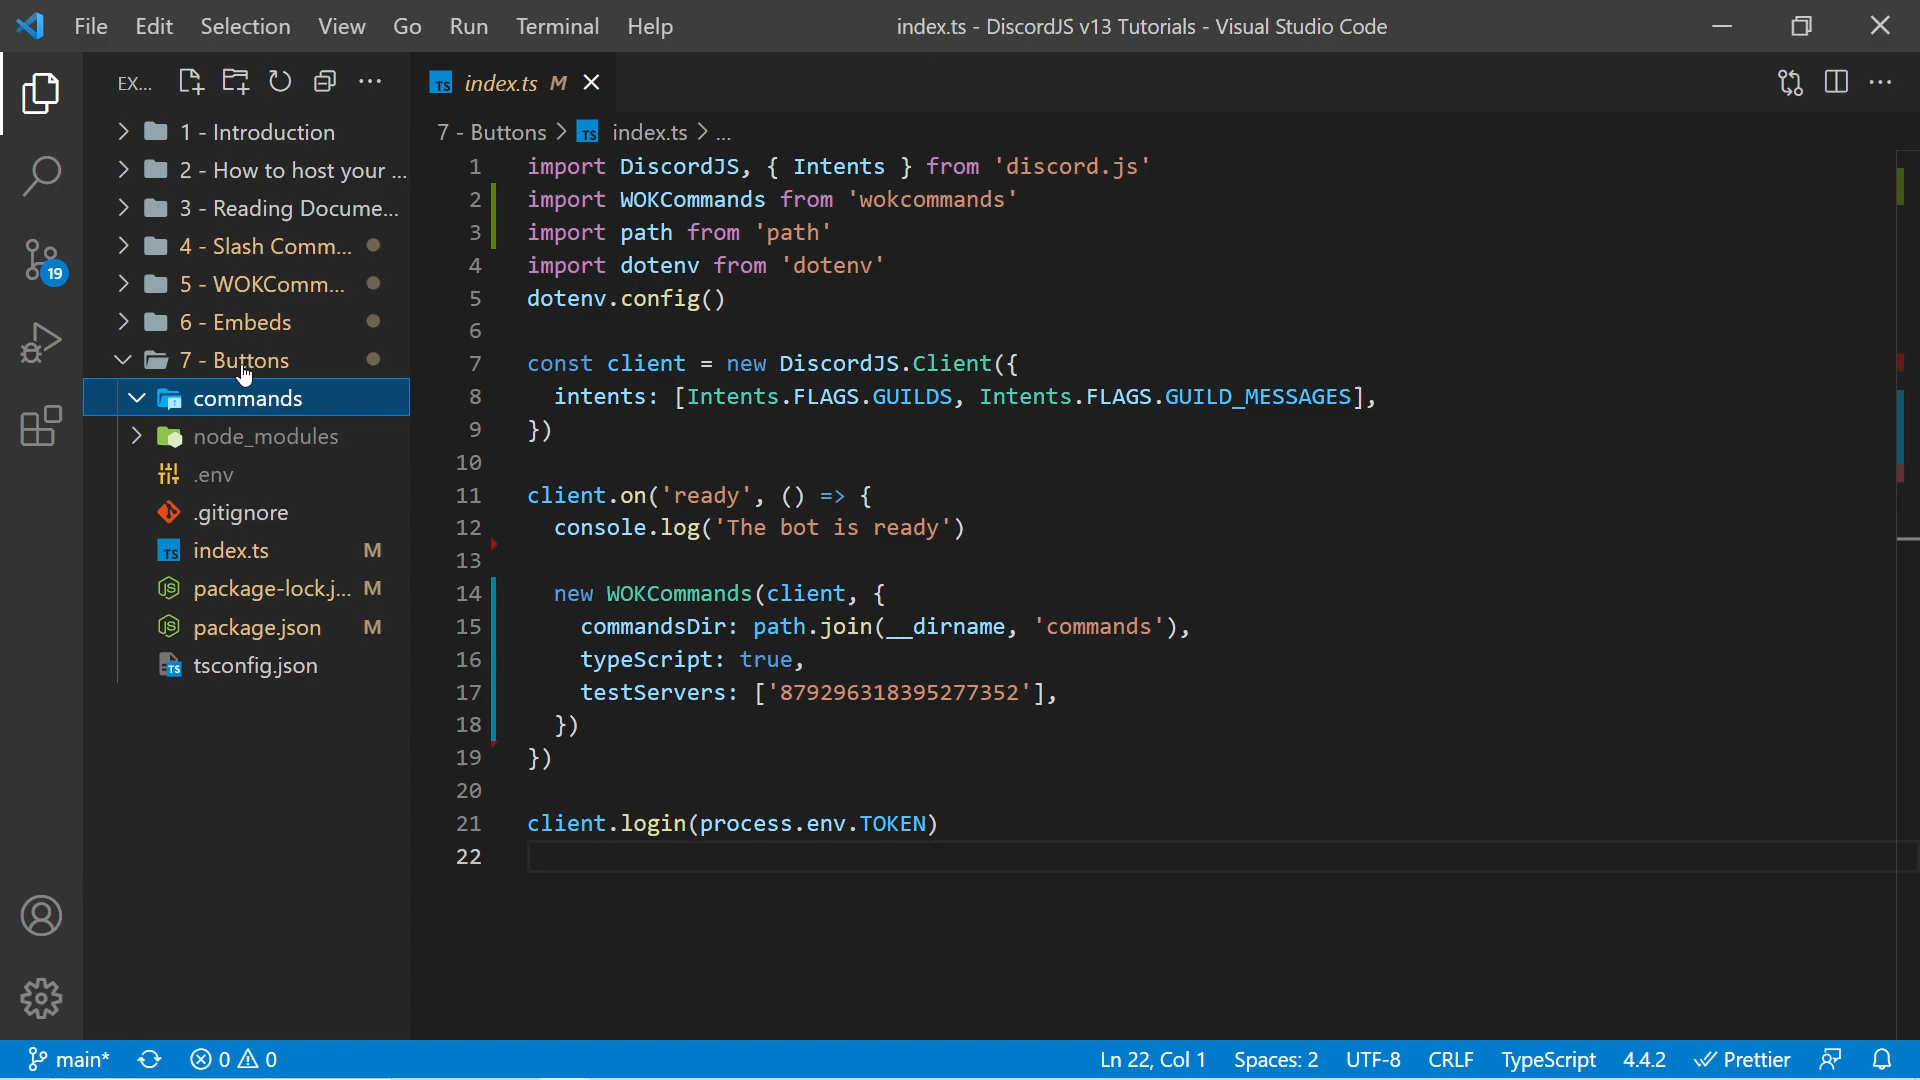 File Edit Selection View Go Run Terminal Help
index.ts - DiscordJS v13 Tutorials - Visual Studio Code
EX...
1 - Introduction
2 - How to host your ...
3 - Reading Docume...
4 - Slash Comm...
5 - WOKComm...
6 - Embeds
7 - Buttons
commands
node_modules
.env
.gitignore
TS index.ts M
package-lock.j... M
package.json M
TS tsconfig.json
19
TS index.ts M
7 - Buttons > TS index.ts > ...
1 import DiscordJS, { Intents } from 'discord.js'
2 import WOKCommands from 'wokcommands'
3 import path from 'path'
4 import dotenv from 'dotenv'
5 dotenv.config()
6
7 const client = new DiscordJS.Client({
8 intents: [Intents.FLAGS.GUILDS, Intents.FLAGS.GUILD_MESSAGES],
9 })
10
11 client.on('ready', () => {
12 console.log('The bot is ready')
13
14 new WOKCommands(client, {
15 commandsDir: path.join(__dirname, 'commands'),
16 typeScript: true,
17 testServers: ['879296318395277352'],
18 })
19 })
20
21 client.login(process.env.TOKEN)
22
main* 0 0 Ln 22, Col 1 Spaces: 2 UTF-8 CRLF TypeScript 4.4.2 Prettier